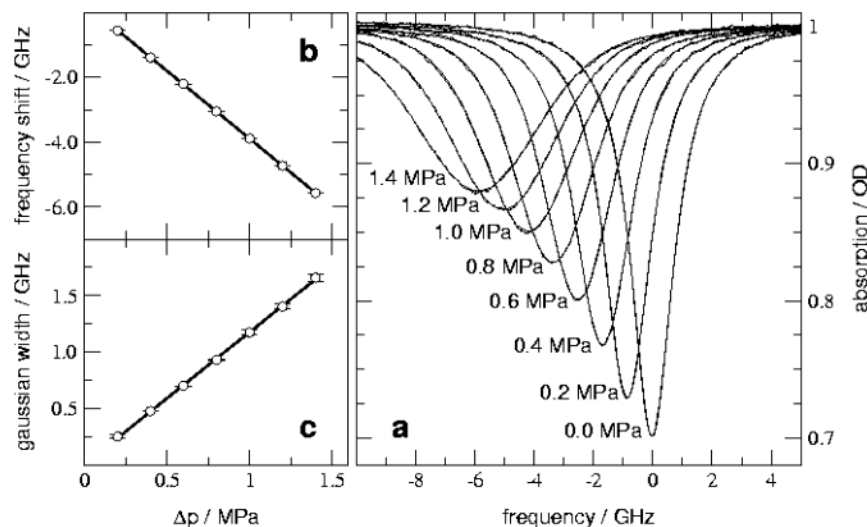 b
frequency shift / GHz
-2.0
-4.0
-6.0
c
gaussian width / GHz
1.5
1.0
0.5
0
0.5
1.0
1.5
Δp / MPa
a
1.4 MPa
1.2 MPa
1.0 MPa
0.8 MPa
0.6 MPa
0.4 MPa
0.2 MPa
0.0 MPa
-8
-6
-4
-2
0
2
4
frequency / GHz
1
0.9
0.8
0.7
absorption / OD